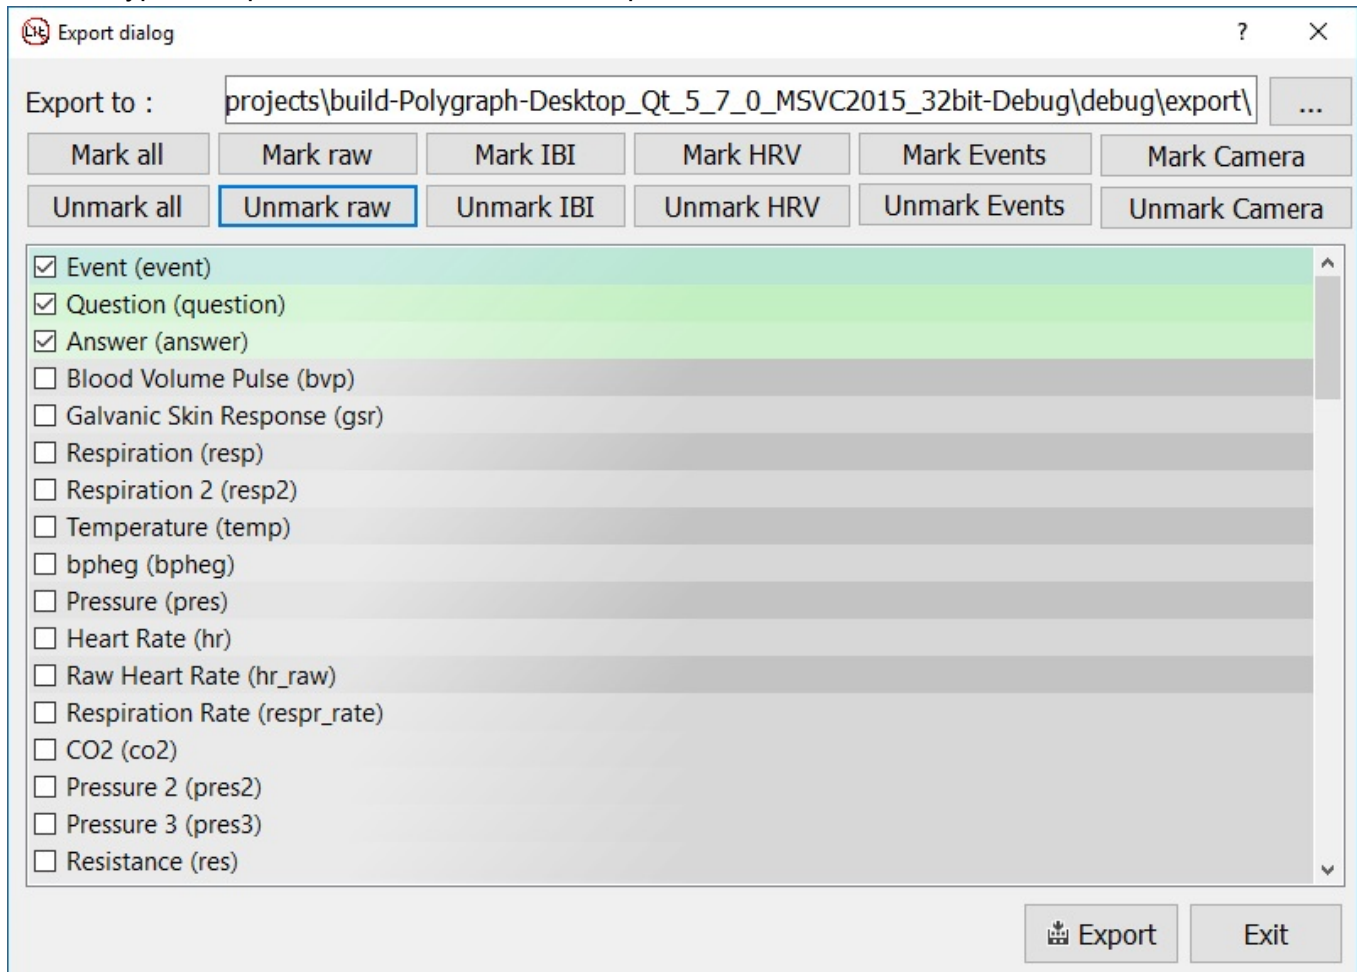 Export dialog ?
Export to : projects\build-Polygraph-Desktop_Qt_5_7_0_MSVC2015_32bit-Debug\debug\export\ ...
Mark all Mark raw Mark IBI Mark HRV Mark Events Mark Camera
Unmark all Unmark raw Unmark IBI Unmark HRV Unmark Events Unmark Camera
Event (event)
Question (question)
Answer (answer)
Blood Volume Pulse (bvp)
Galvanic Skin Response (gsr)
Respiration (resp)
Respiration 2 (resp2)
Temperature (temp)
bpheg (bpheg)
Pressure (pres)
Heart Rate (hr)
Raw Heart Rate (hr_raw)
Respiration Rate (respr_rate)
CO2 (co2)
Pressure 2 (pres2)
Pressure 3 (pres3)
Resistance (res)
Export Exit